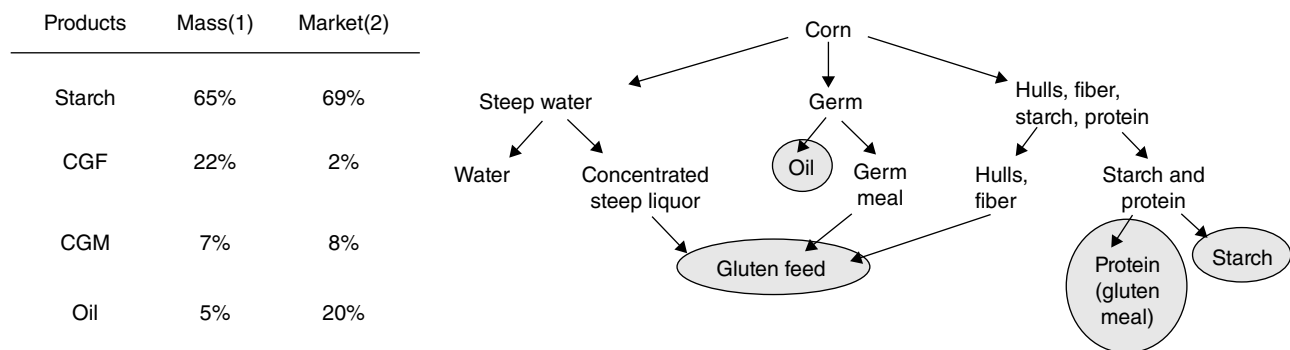 Products Mass(1) Market(2)
Starch 65% 69%
CGF 22% 2%
CGM 7% 8%
Oil 5% 20%
Corn
Steep water
Germ
Hulls, fiber,
starch, protein
Water
Concentrated
steep liquor
Oil
Germ
meal
Hulls,
fiber
Starch and
protein
Gluten feed
Protein
(gluten
meal)
Starch